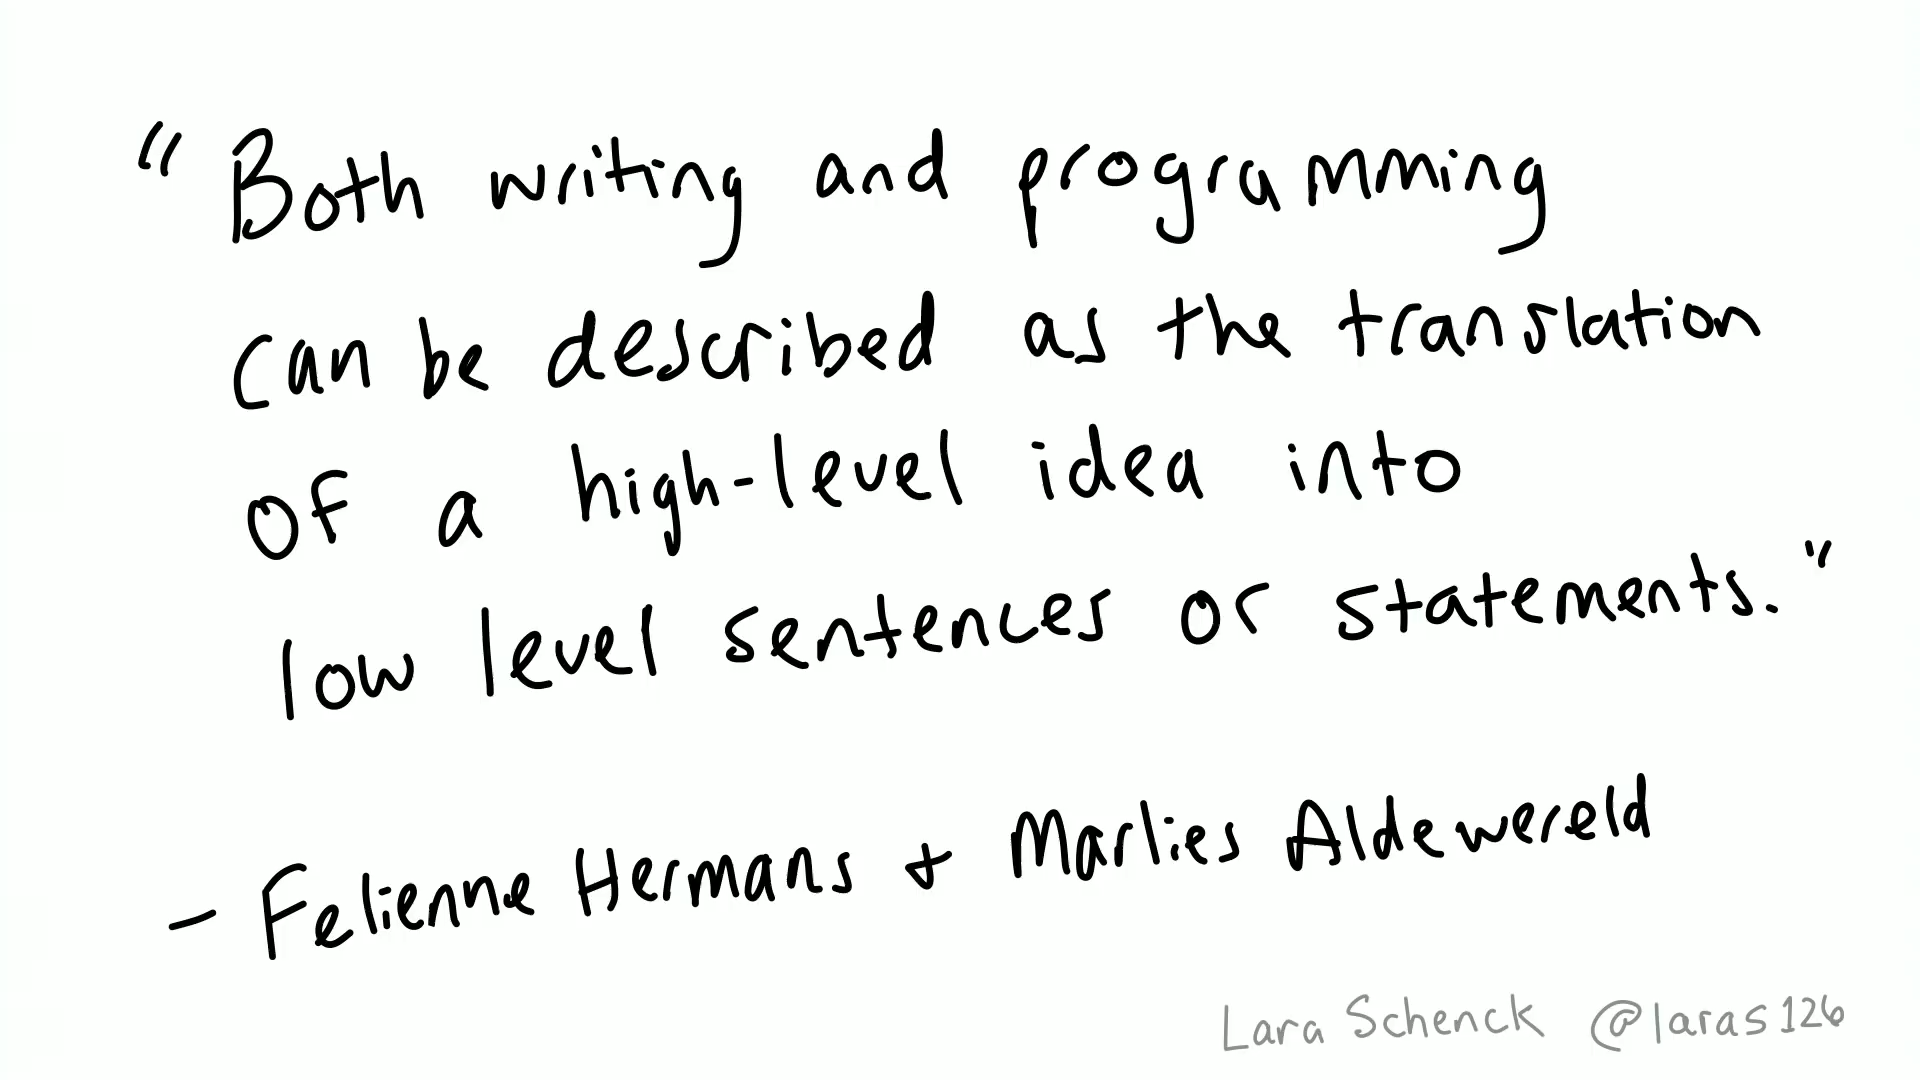 “Both writing and programming
can be described as the translation
of a high-level idea into
low level sentences or statements."
- Felienne Hermans + Marlies Aldewereld
Lara Schenck @laras126